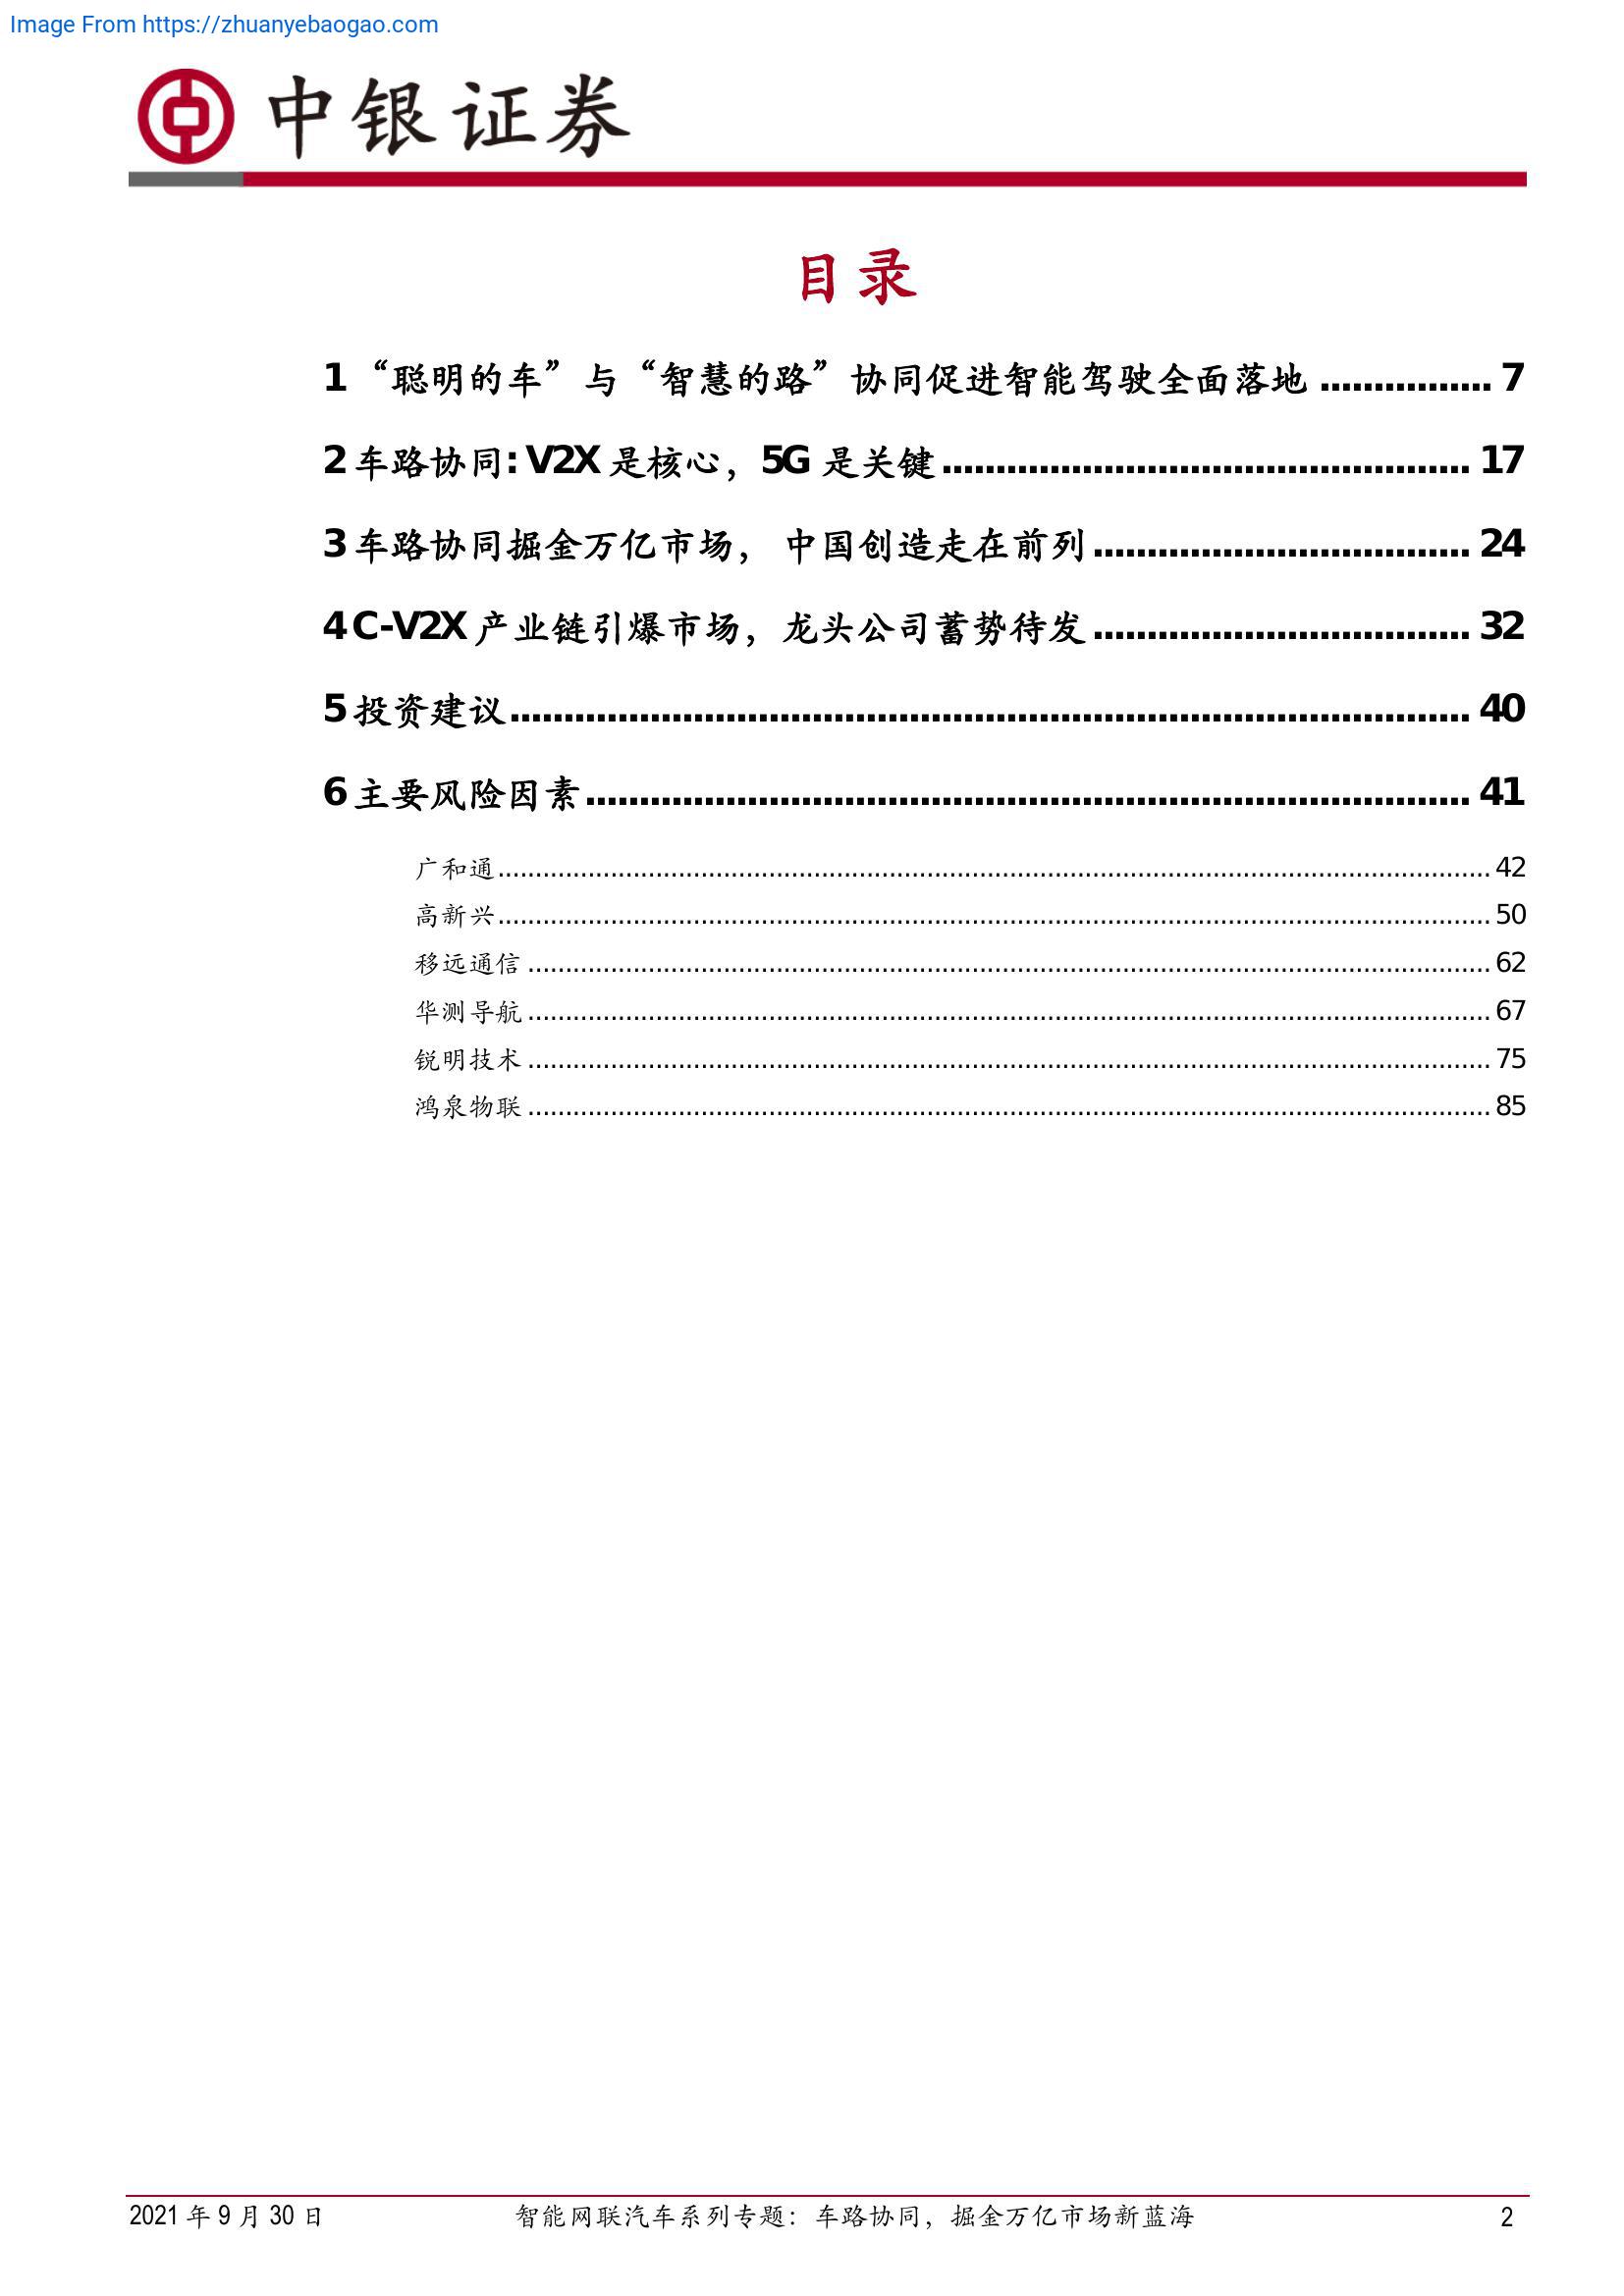 Image From https://zhuanyebaogao.com
中银证券
目录
1 “聪明的车”与“智慧的路”协同促进智能驾驶全面落地 ................ 7
2 车路协同: V2X 是核心，5G 是关键 ................................................. 17
3 车路协同掘金万亿市场， 中国创造走在前列 ................................... 24
4 C-V2X 产业链引爆市场，龙头公司蓄势待发 ................................... 32
5 投资建议 ......................................................................................... 40
6 主要风险因素 .................................................................................. 41
广和通 ................................................................................ 42
高新兴 ................................................................................ 50
移远通信 ............................................................................. 62
华测导航 ............................................................................. 67
锐明技术 ............................................................................. 75
鸿泉物联 ............................................................................. 85
2021 年 9 月 30 日 智能网联汽车系列专题：车路协同，掘金万亿市场新蓝海 2